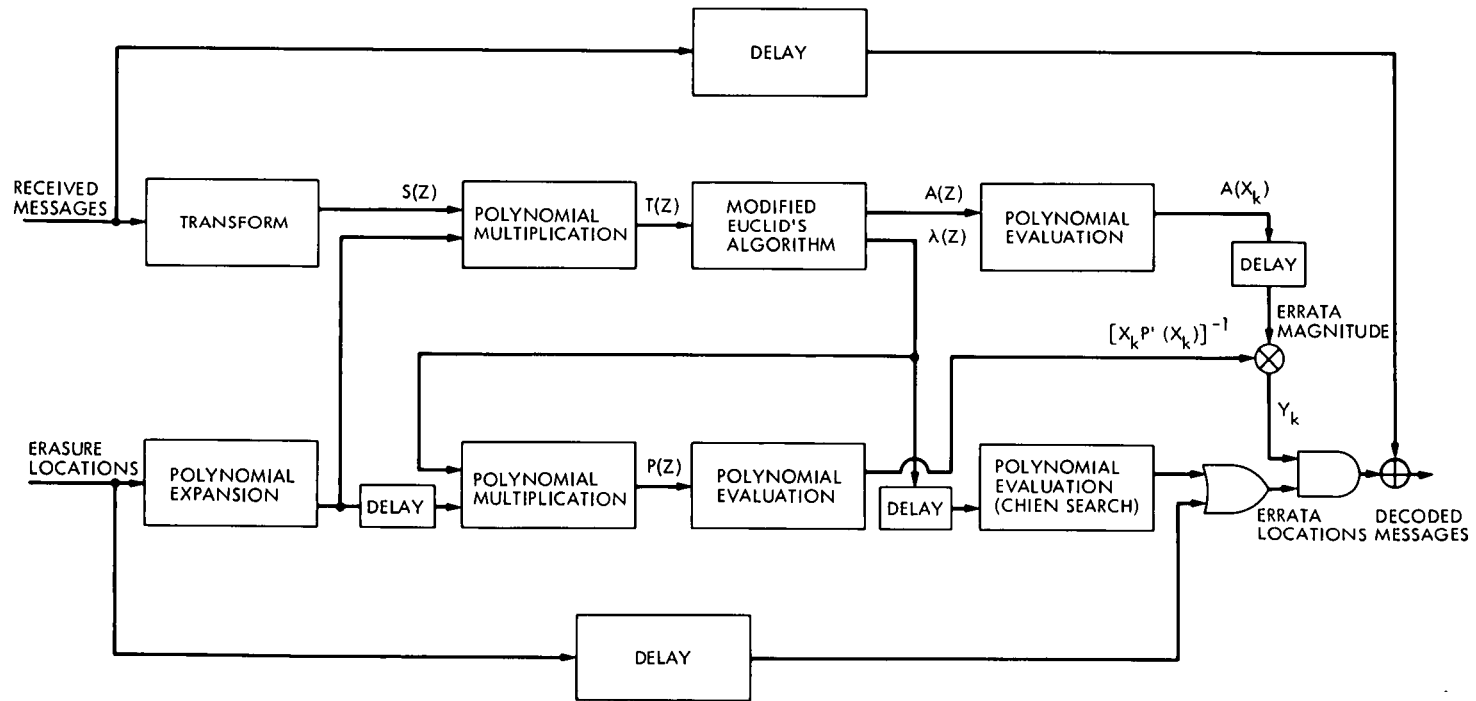 DELAY
RECEIVED
MESSAGES
TRANSFORM
S(Z)
POLYNOMIAL
MULTIPLICATION
T(Z)
MODIFIED
EUCLID'S
ALGORITHM
A(Z)
λ(Z)
POLYNOMIAL
EVALUATION
A(X_k)
DELAY
ERRATA
MAGNITUDE
[X_k P' (X_k)]^-1
Y_k
ERASURE
LOCATIONS
POLYNOMIAL
EXPANSION
DELAY
POLYNOMIAL
MULTIPLICATION
P(Z)
POLYNOMIAL
EVALUATION
DELAY
POLYNOMIAL
EVALUATION
(CHIEN SEARCH)
ERRATA
LOCATIONS
DECODED
MESSAGES
DELAY